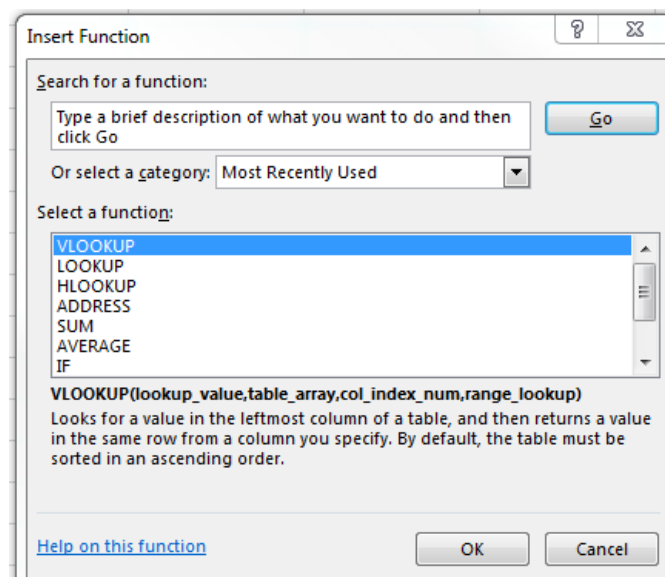 Insert Function
Search for a function:
Type a brief description of what you want to do and then
click Go
Go
Or select a category: Most Recently Used
Select a function:
VLOOKUP
LOOKUP
HLOOKUP
ADDRESS
SUM
AVERAGE
IF
VLOOKUP(lookup_value,table_array,col_index_num,range_lookup)
Looks for a value in the leftmost column of a table, and then returns a value
in the same row from a column you specify. By default, the table must be
sorted in an ascending order.
Help on this function OK Cancel